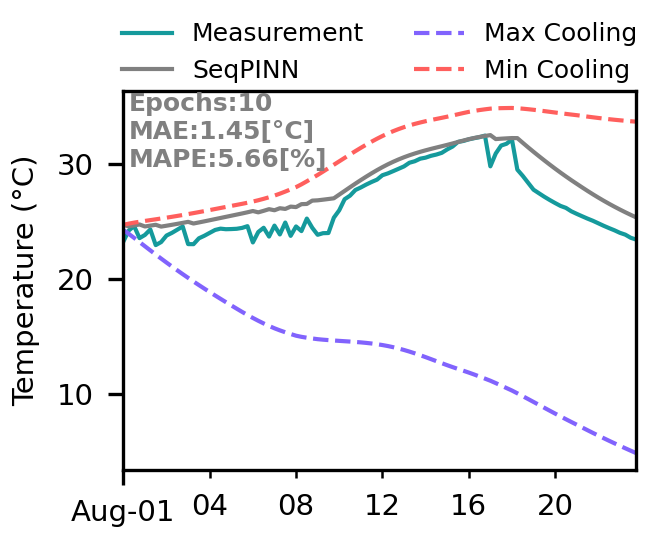 Measurement
Max Cooling
SeqPINN
Min Cooling
Epochs:10
MAE:1.45[°C]
MAPE:5.66[%]
Temperature (°C)
30
20
10
Aug-01
04
08
12
16
20